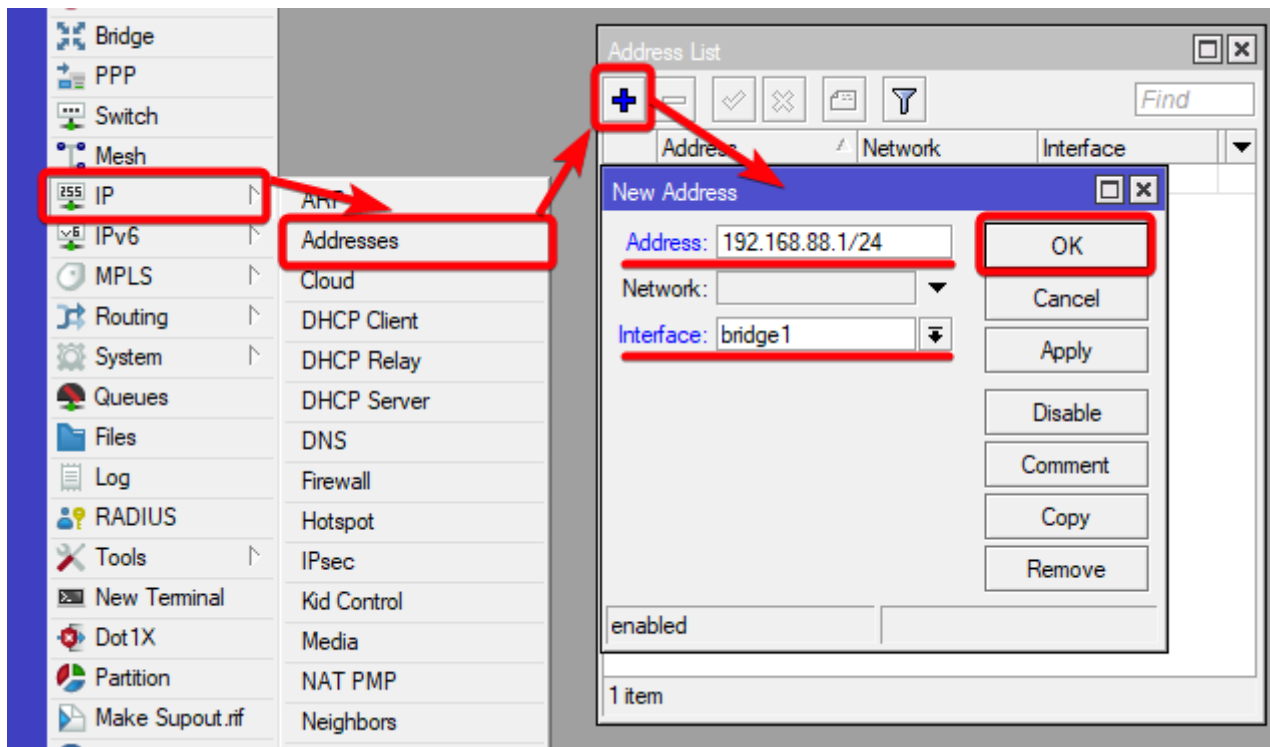 Bridge
PPP
Switch
Mesh
255
IP
IPv6
MPLS
Routing
System
Queues
Files
Log
RADIUS
Tools
New Terminal
Dot1X
Partition
Make Supout.rif
ARP
Addresses
Cloud
DHCP Client
DHCP Relay
DHCP Server
DNS
Firewall
Hotspot
IPsec
Kid Control
Media
NAT PMP
Neighbors
Address List
Find
Address Network Interface
New Address
Address: 192.168.88.1/24
Network:
Interface: bridge1
OK
Cancel
Apply
Disable
Comment
Copy
Remove
enabled
1 item